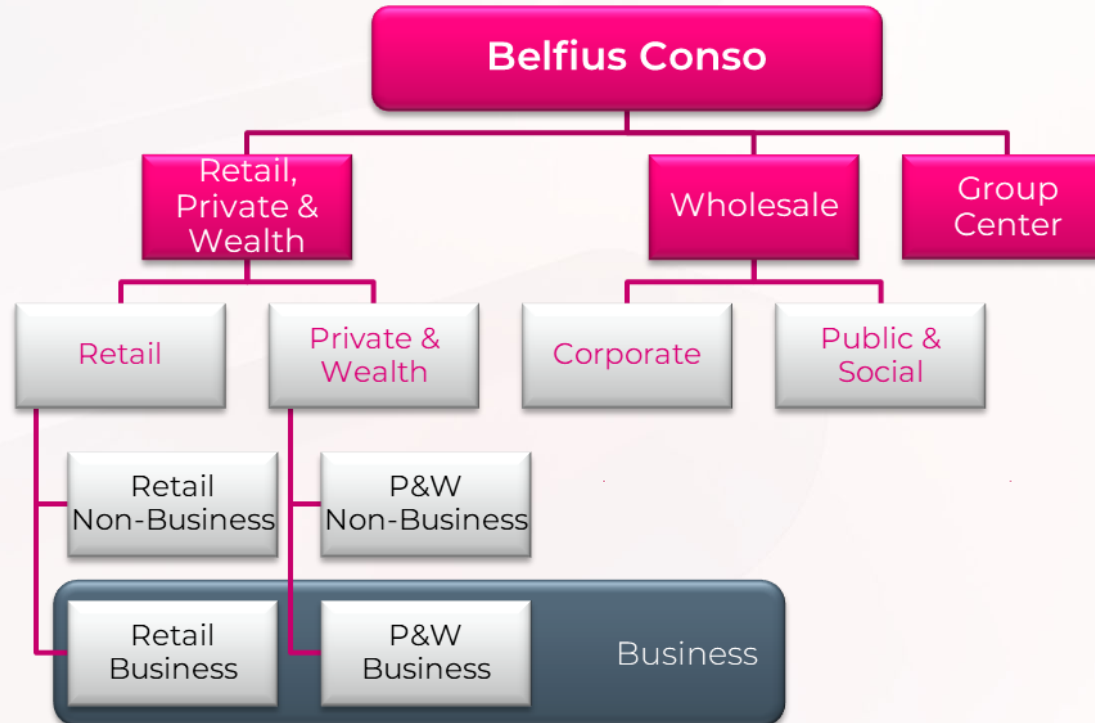 Belfius Conso
Retail,
Private &
Wealth
Wholesale
Group
Center
Retail
Private &
Wealth
Corporate
Public &
Social
Retail
Non-Business
P&W
Non-Business
Retail
Business
P&W
Business
Business